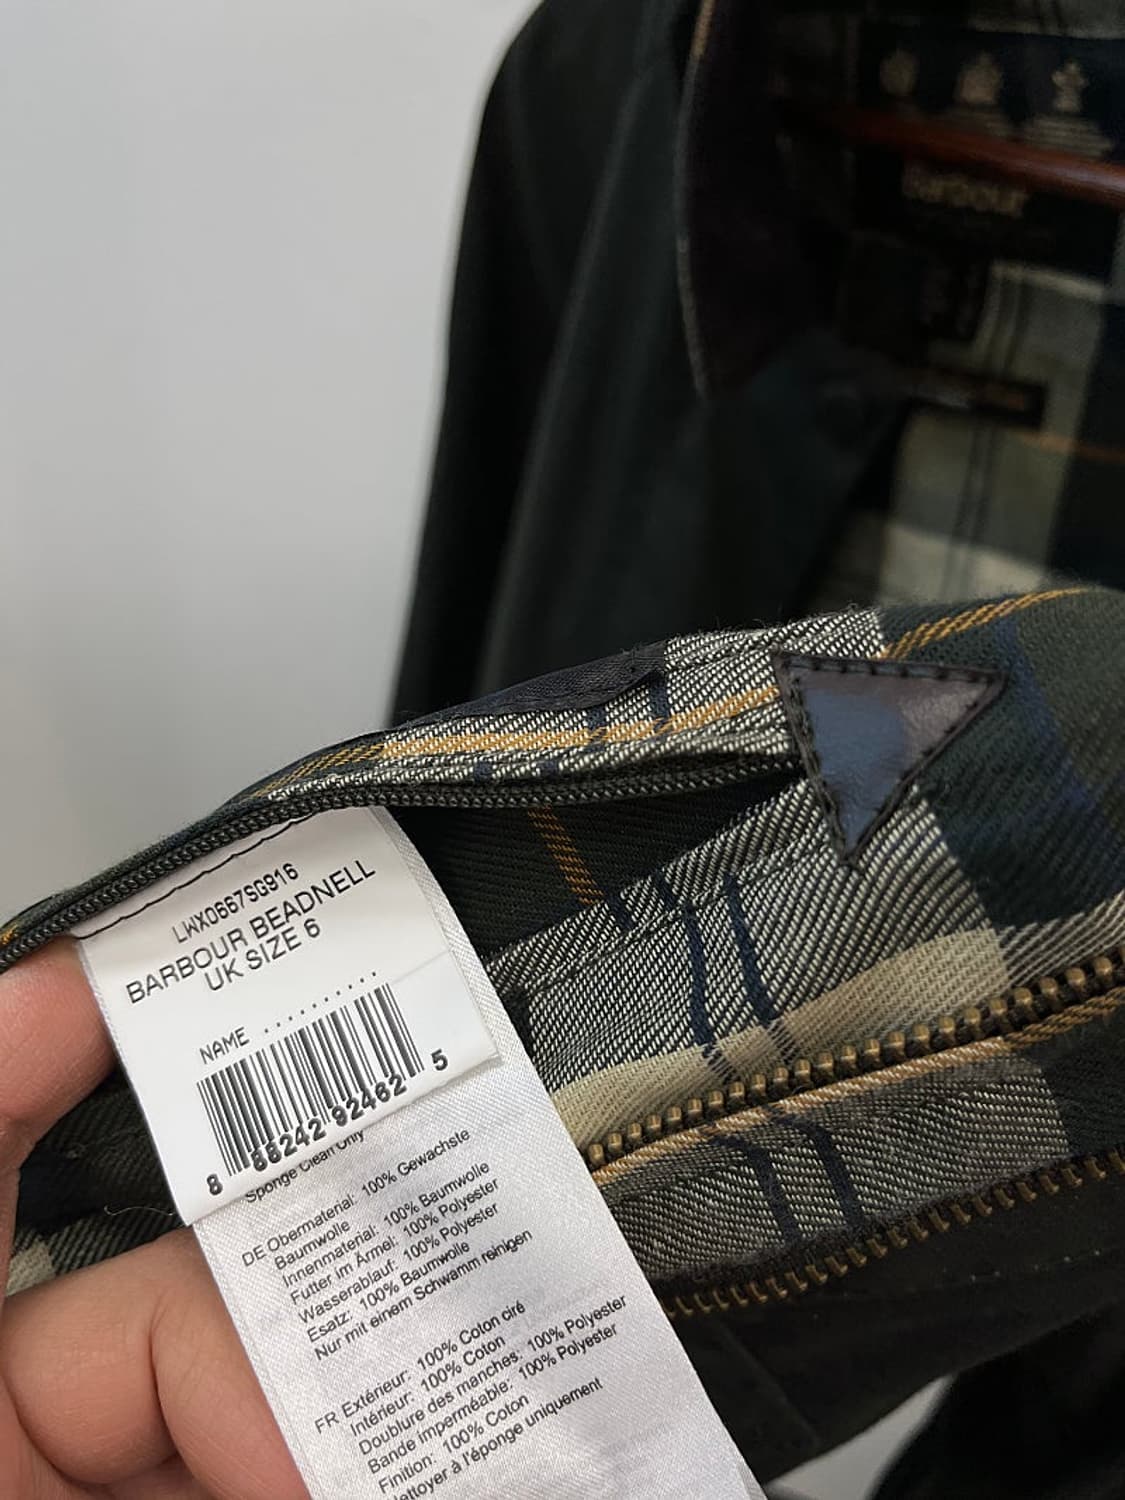 Barbour
LWX0667SG916
BARBOUR BEADNELL
UK SIZE 6
NAME ...........
8 88242 92462 5
Sponge Clean Only
DE Obermaterial: 100% Gewachste
Baumwolle
Innenmaterial: 100% Baumwolle
Futter im Ärmel: 100% Polyester
Wasserablauf: 100% Polyester
Esatz: 100% Baumwolle
Nur mit einem Schwamm reinigen
FR Extérieur: 100% Coton ciré
Intérieur: 100% Coton
Doublure des manches: 100% Polyester
Bande imperméable: 100% Polyester
Finition: 100% Coton
Nettoyer à l'éponge uniquement